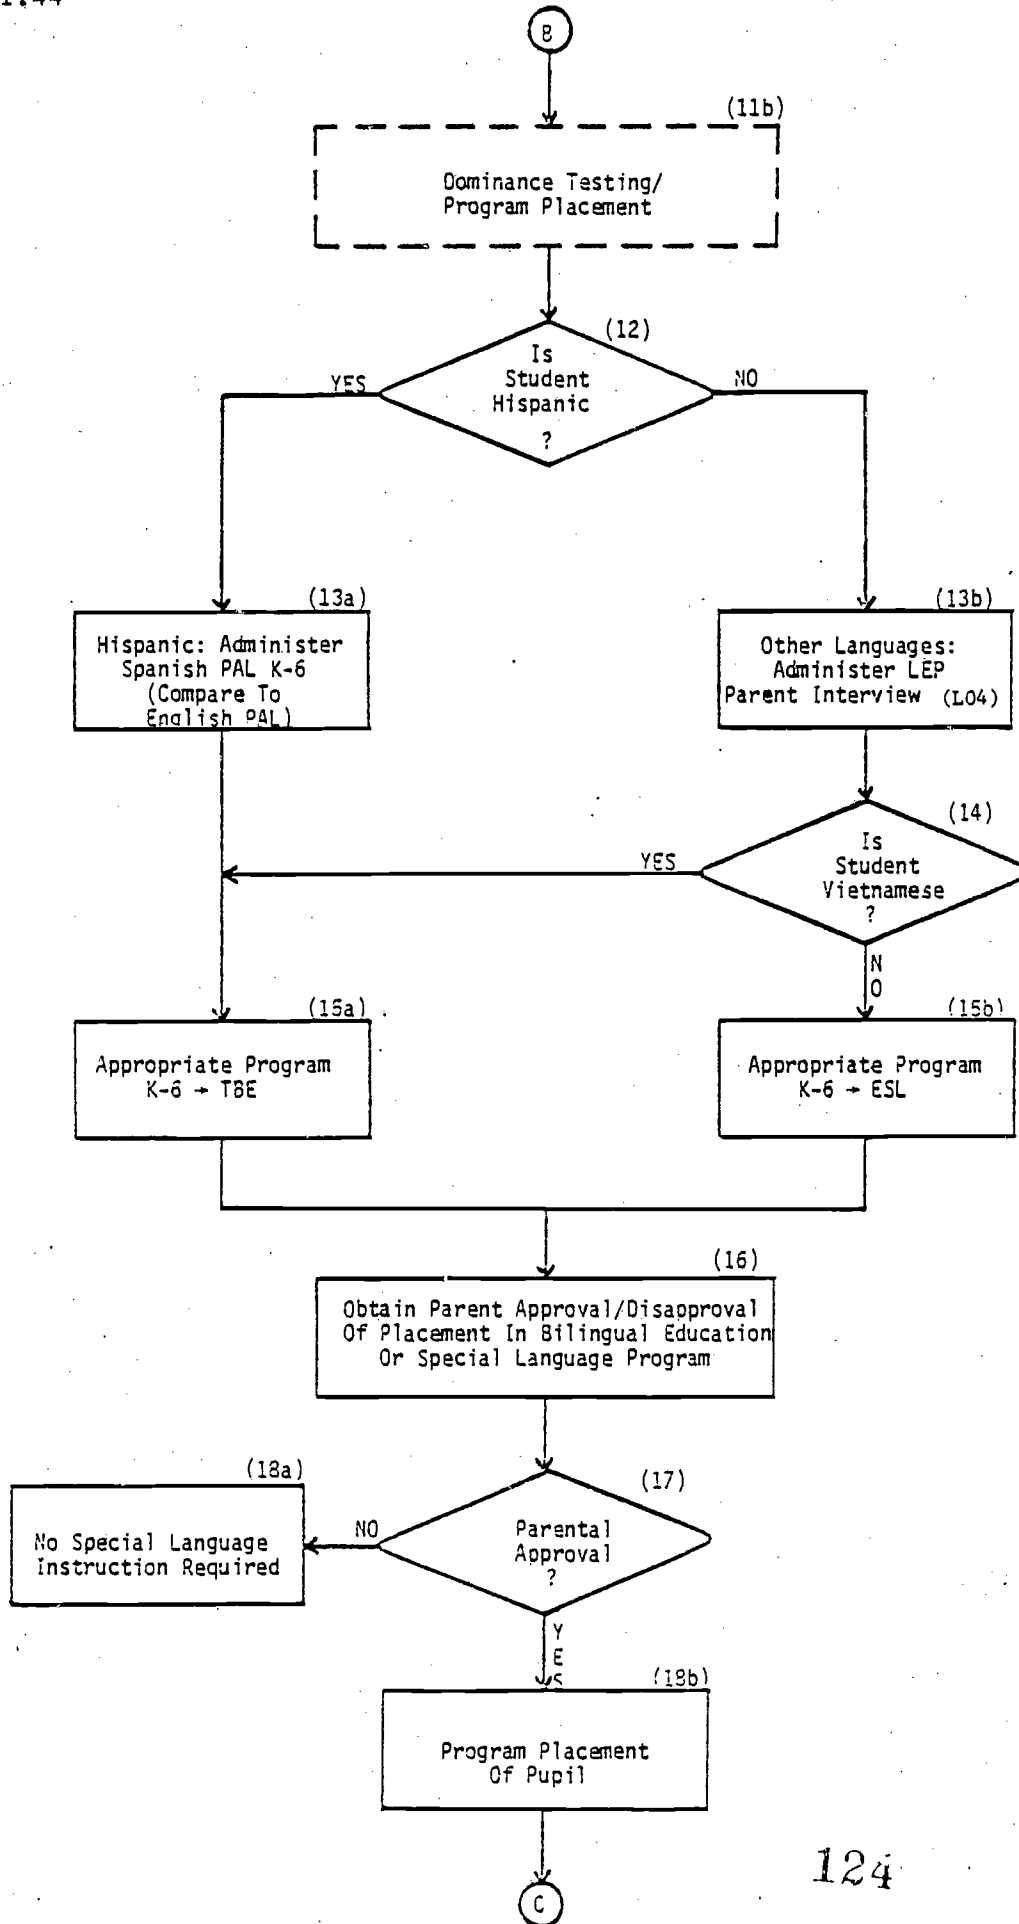 B
(11b)
Dominance Testing/
Program Placement
(12)
Is
Student
Hispanic
?
YES
NO
(13a)
Hispanic: Administer
Spanish PAL K-6
(Compare To
English PAL)
(13b)
Other Languages:
Administer LEP
Parent Interview (L04)
(14)
Is
Student
Vietnamese
?
YES
NO
(15a)
Appropriate Program
K-6 → TBE
(15b)
Appropriate Program
K-6 → ESL
(16)
Obtain Parent Approval/Disapproval
Of Placement In Bilingual Education
Or Special Language Program
(17)
Parental
Approval
?
NO
YES
(18a)
No Special Language
Instruction Required
(18b)
Program Placement
Of Pupil
C
124